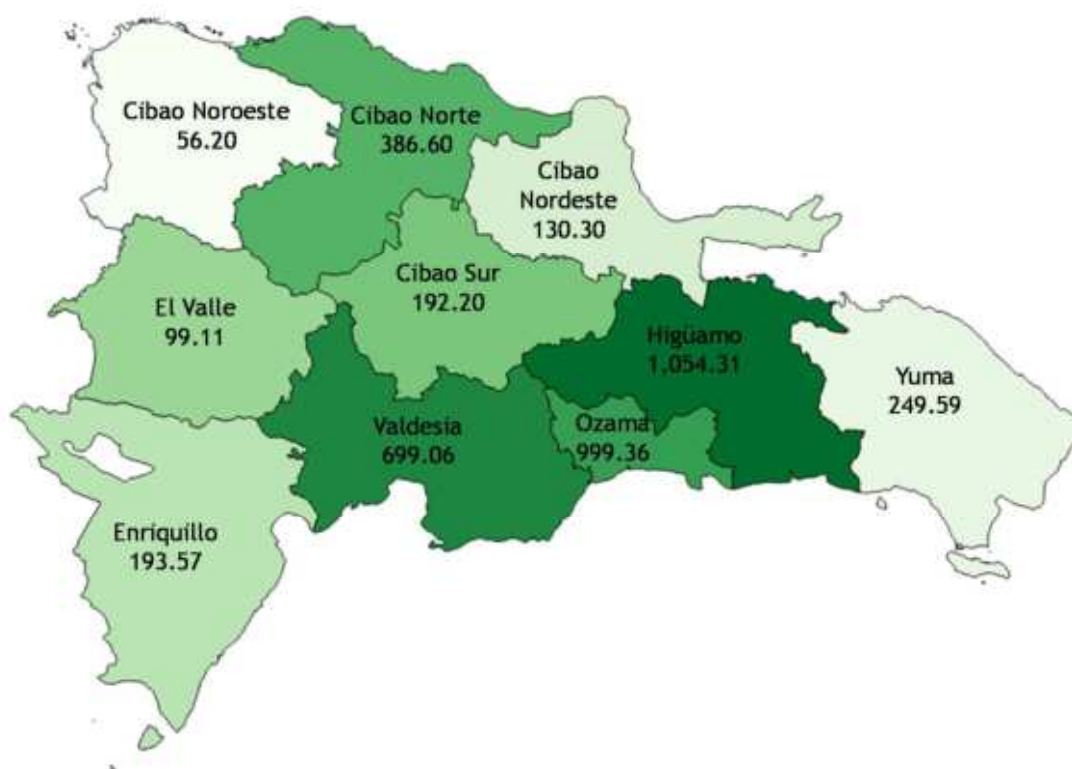 Cibao Noroeste
56.20
Cibao Norte
386.60
Cibao
Nordeste
130.30
Cibao Sur
192.20
El Valle
99.11
Higüamo
1,054.31
Yuma
249.59
Valdesia
699.06
Ozama
999.36
Enriquillo
193.57